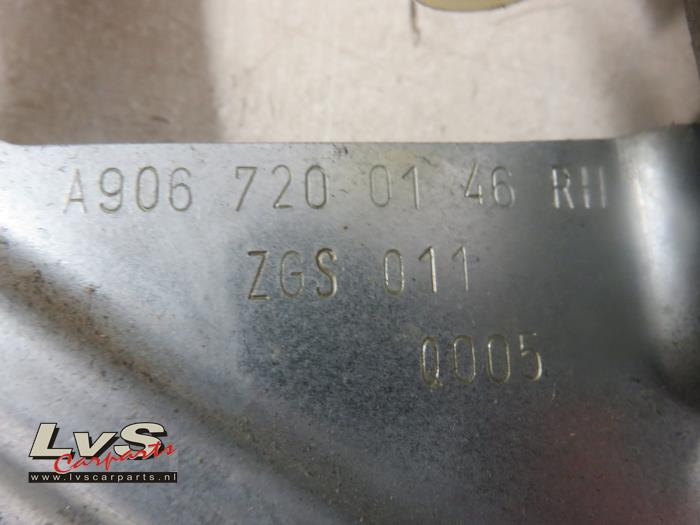 A906 720 01 46 RH
ZGS 011
Q005
LvS
Carparts
www.lvscarparts.nl